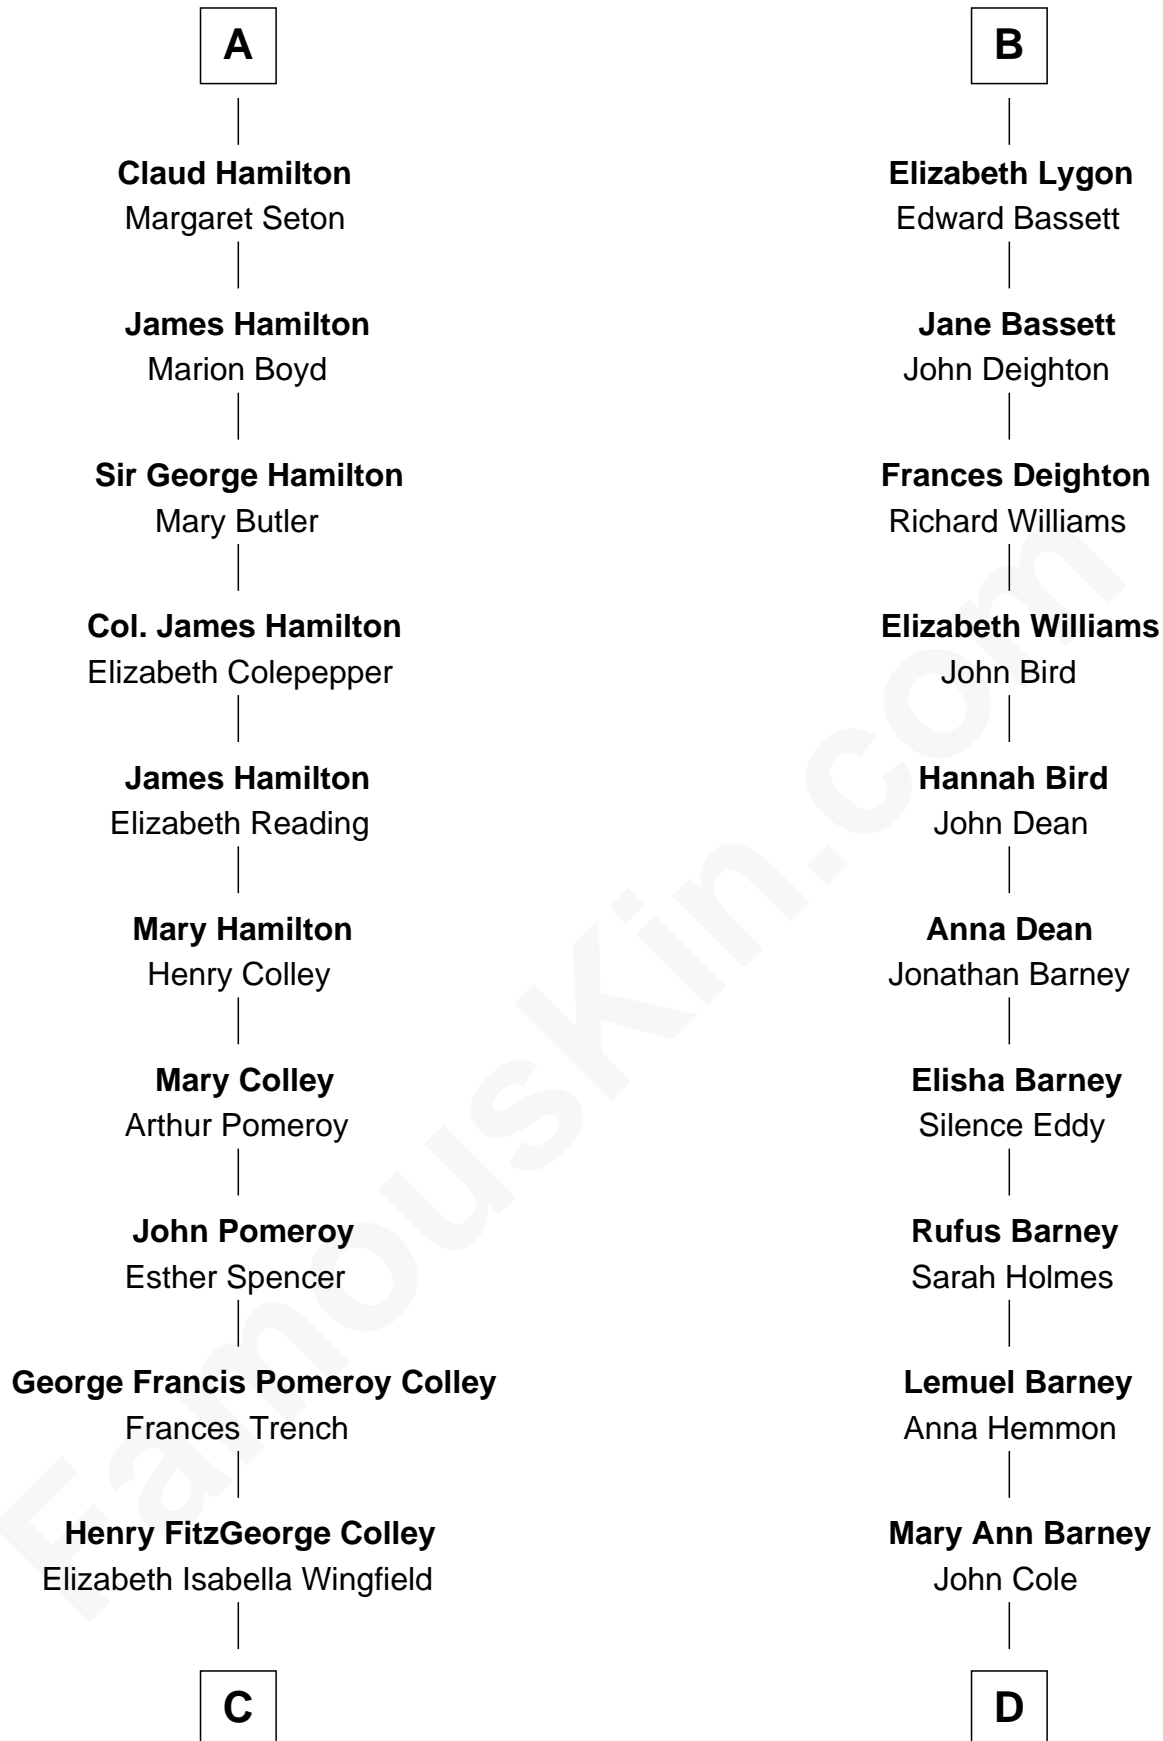 A
Claud Hamilton
Margaret Seton
James Hamilton
Marion Boyd
Sir George Hamilton
Mary Butler
Col. James Hamilton
Elizabeth Colepepper
James Hamilton
Elizabeth Reading
Mary Hamilton
Henry Colley
Mary Colley
Arthur Pomeroy
John Pomeroy
Esther Spencer
George Francis Pomeroy Colley
Frances Trench
Henry FitzGeorge Colley
Elizabeth Isabella Wingfield
C
B
Elizabeth Lygon
Edward Bassett
Jane Bassett
John Deighton
Frances Deighton
Richard Williams
Elizabeth Williams
John Bird
Hannah Bird
John Dean
Anna Dean
Jonathan Barney
Elisha Barney
Silence Eddy
Rufus Barney
Sarah Holmes
Lemuel Barney
Anna Hemmon
Mary Ann Barney
John Cole
D
FamousKin.com